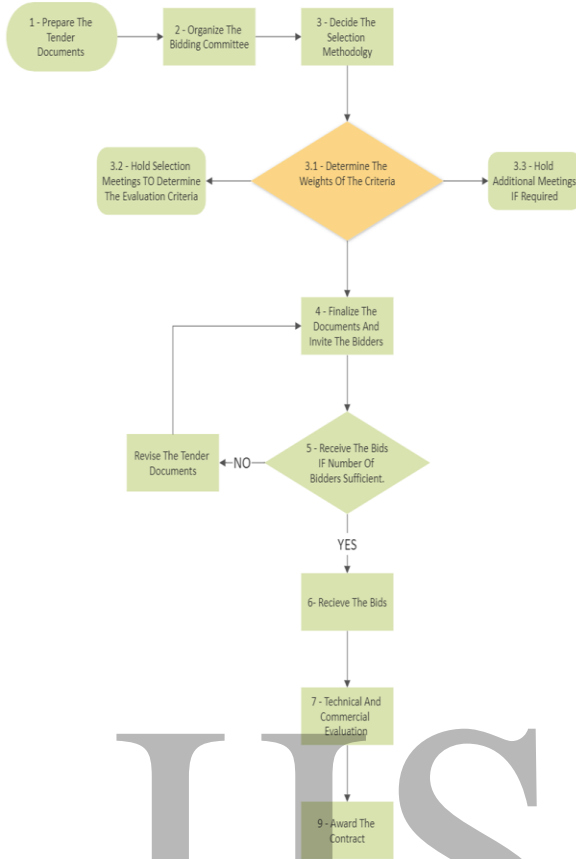 1 - Prepare The
Tender
Documents
2 - Organize The
Bidding Committee
3 - Decide The
Selection
Methodolgy
3.1 - Determine The
Weights Of The Criteria
3.2 - Hold Selection
Meetings TO Determine
The Evaluation Criteria
3.3 - Hold
Additional Meetings
IF Required
4 - Finalize The
Documents And
Invite The Bidders
5 - Receive The Bids
IF Number Of
Bidders Sufficient.
NO
Revise The Tender
Documents
YES
6- Recieve The Bids
7 - Technical And
Commercial
Evaluation
9 - Award The
Contract
US